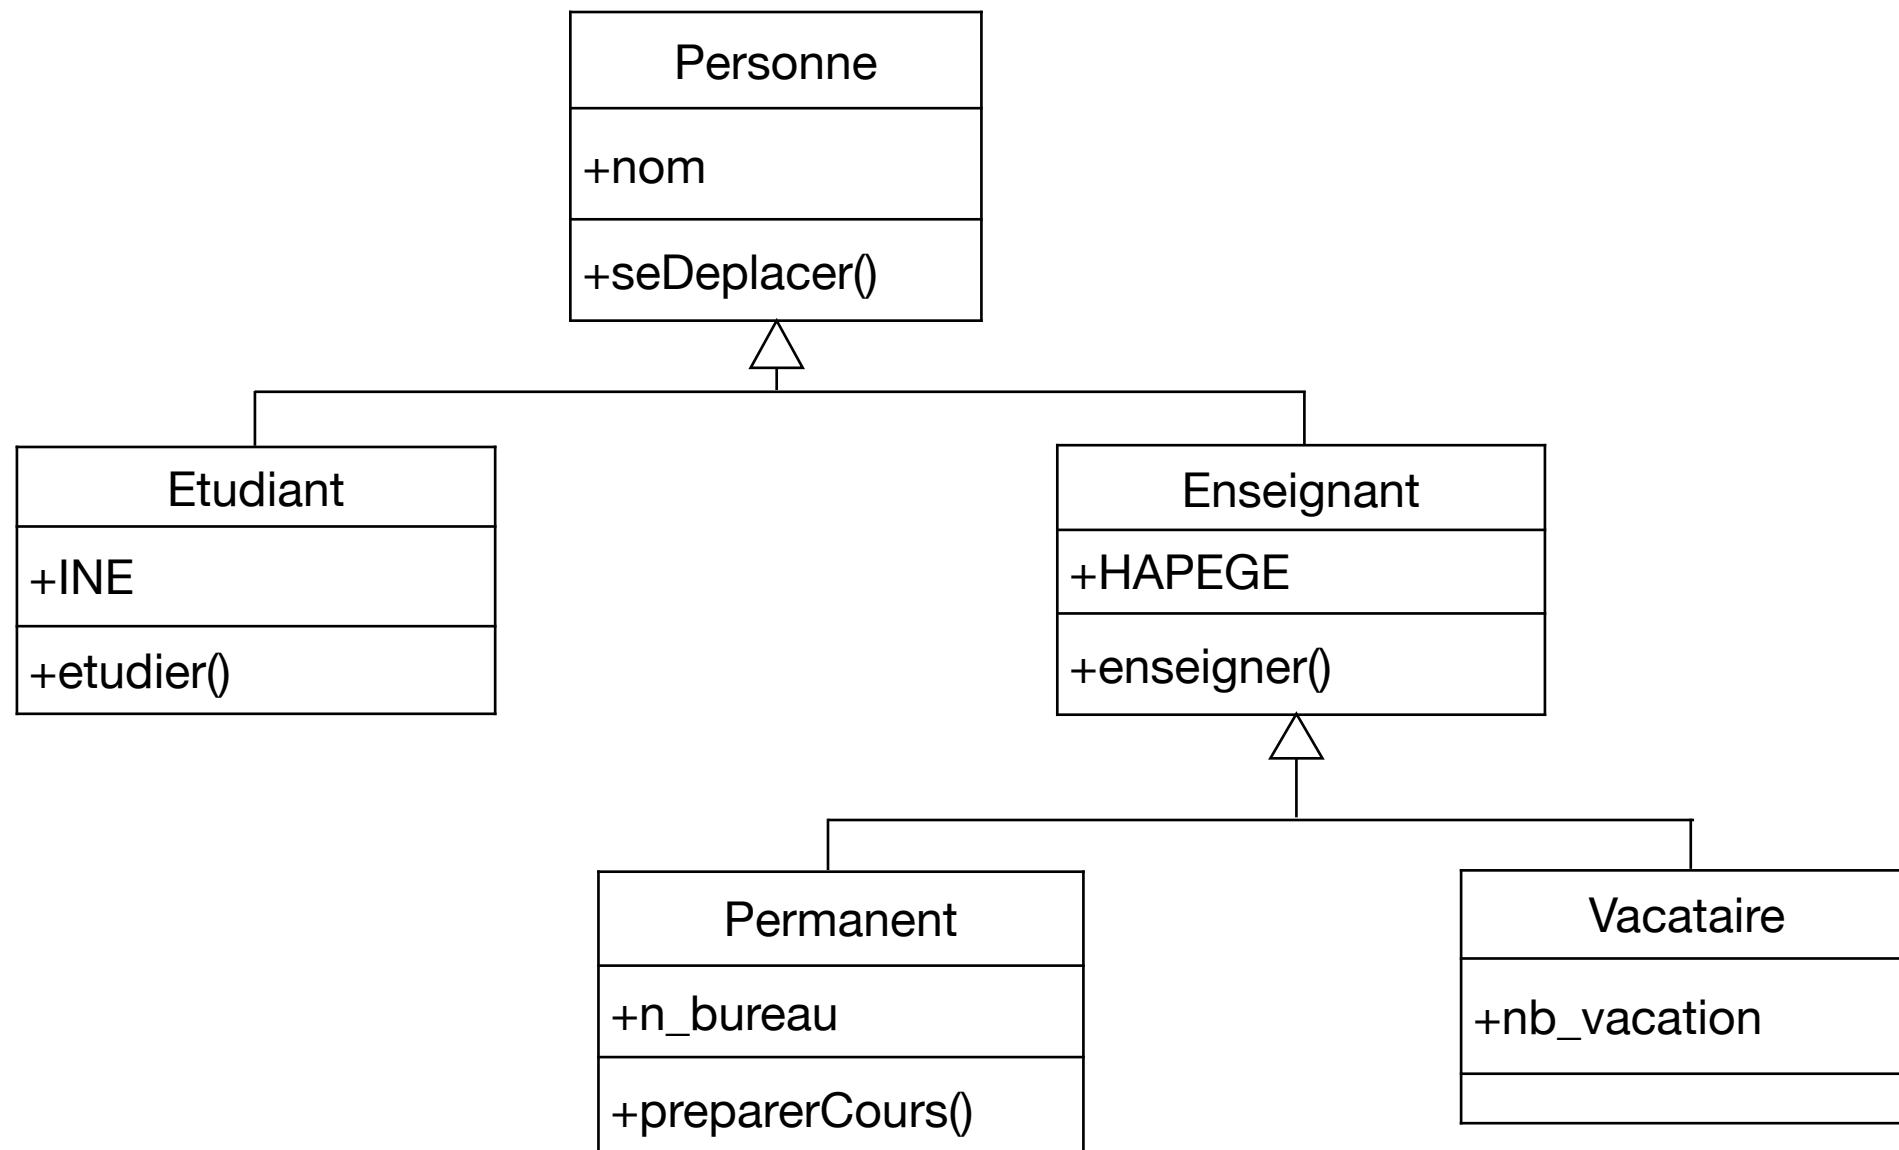 Personne
+nom
+seDeplacer()
Etudiant
+INE
+etudier()
Enseignant
+HAPEGE
+enseigner()
Permanent
+n_bureau
+preparerCours()
Vacataire
+nb_vacation